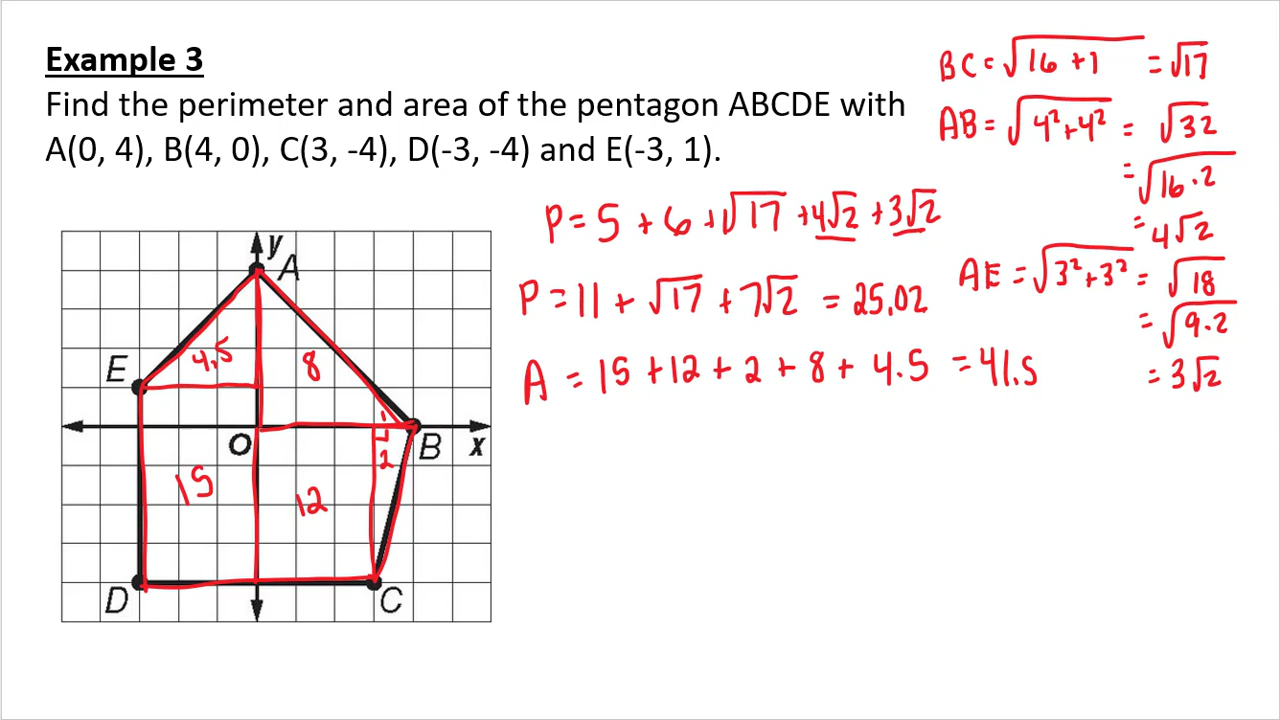 Example 3
Find the perimeter and area of the pentagon ABCDE with
A(0, 4), B(4, 0), C(3, -4), D(-3, -4) and E(-3, 1).
BC = √16 + 1 = √17
AB = √4² + 4² = √32
= √16 · 2
= 4√2
P = 5 + 6 + √17 + 4√2 + 3√2
AE = √3² + 3² = √18
= √9 · 2
= 3√2
P = 11 + √17 + 7√2 = 25.02
A = 15 + 12 + 2 + 8 + 4.5 = 41.5
y
A
4.5
8
E
O
B
x
2
15
12
D
C